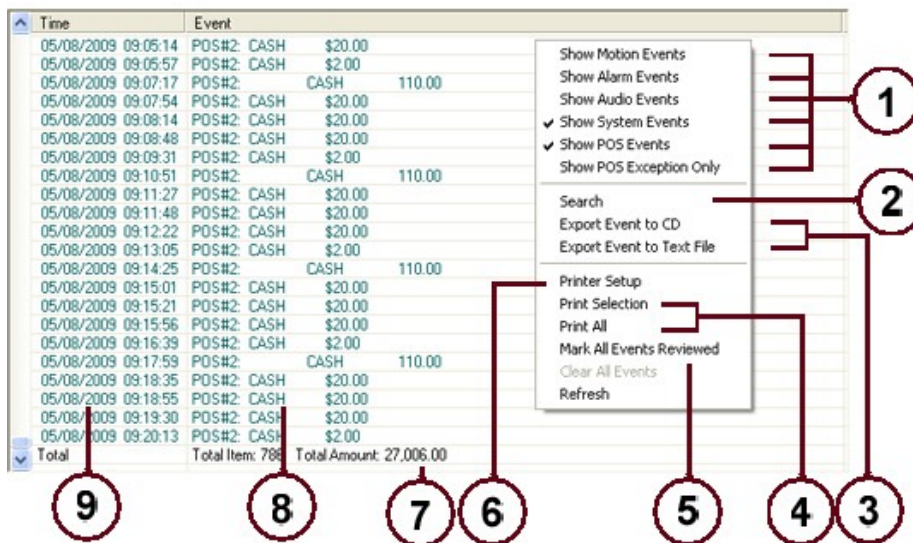 Time Event
05/08/2009 09:05:14 POS#2: CASH $20.00
05/08/2009 09:05:57 POS#2: CASH $2.00
05/08/2009 09:07:17 POS#2: CASH 110.00
05/08/2009 09:07:54 POS#2: CASH $20.00
05/08/2009 09:08:14 POS#2: CASH $20.00
05/08/2009 09:08:48 POS#2: CASH $20.00
05/08/2009 09:09:31 POS#2: CASH $2.00
05/08/2009 09:10:51 POS#2: CASH 110.00
05/08/2009 09:11:27 POS#2: CASH $20.00
05/08/2009 09:11:48 POS#2: CASH $20.00
05/08/2009 09:12:22 POS#2: CASH $20.00
05/08/2009 09:13:05 POS#2: CASH $2.00
05/08/2009 09:14:25 POS#2: CASH 110.00
05/08/2009 09:15:01 POS#2: CASH $20.00
05/08/2009 09:15:21 POS#2: CASH $20.00
05/08/2009 09:15:56 POS#2: CASH $20.00
05/08/2009 09:16:39 POS#2: CASH $2.00
05/08/2009 09:17:59 POS#2: CASH 110.00
05/08/2009 09:18:35 POS#2: CASH $20.00
05/08/2009 09:18:55 POS#2: CASH $20.00
05/08/2009 09:19:30 POS#2: CASH $20.00
05/08/2009 09:20:13 POS#2: CASH $2.00
Total Total Item: 786 Total Amount: 27,006.00
Show Motion Events
Show Alarm Events
Show Audio Events
Show System Events
Show POS Events
Show POS Exception Only
Search
Export Event to CD
Export Event to Text File
Printer Setup
Print Selection
Print All
Mark All Events Reviewed
Clear All Events
Refresh
1
2
9 8 7 6 5 4 3